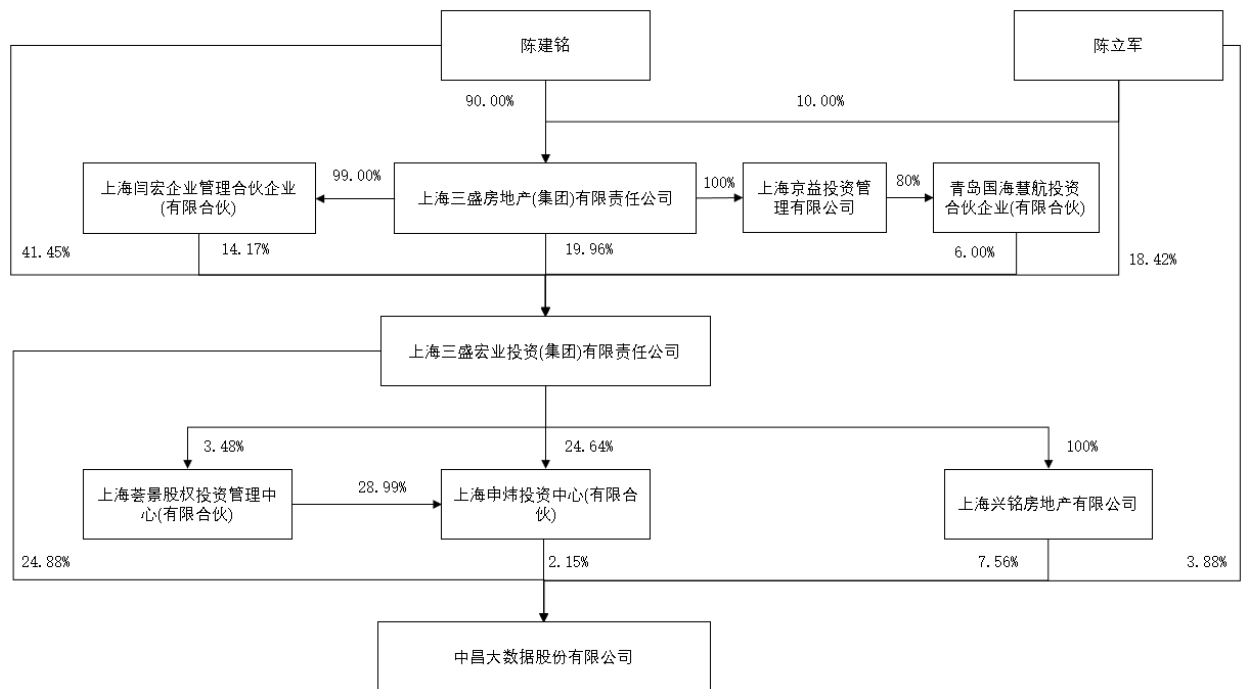 陈建铭
陈立军
90.00%
10.00%
上海闫宏企业管理合伙企业
(有限合伙)
99.00%
上海三盛房地产(集团)有限责任公司
100%
上海京益投资管
理有限公司
80%
青岛国海慧航投资
合伙企业(有限合伙)
41.45%
14.17%
19.96%
6.00%
18.42%
上海三盛宏业投资(集团)有限责任公司
3.48%
24.64%
100%
上海荟景股权投资管理中
心(有限合伙)
28.99%
上海申炜投资中心(有限合
伙)
上海兴铭房地产有限公司
24.88%
2.15%
7.56%
3.88%
中昌大数据股份有限公司